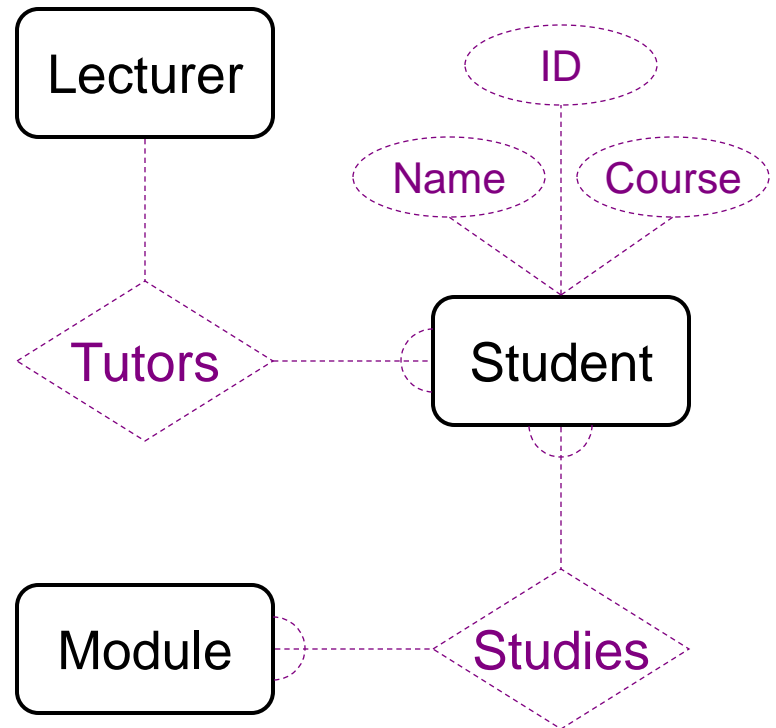 Lecturer
ID
Name
Course
Tutors
Student
Module
Studies